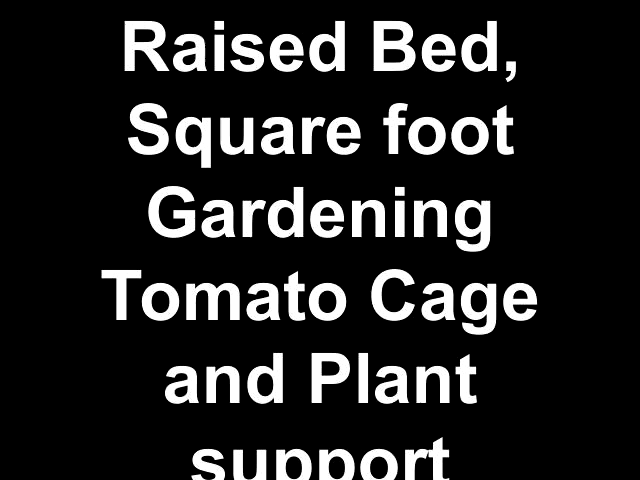 Raised Bed,
Square foot
Gardening
Tomato Cage
and Plant
support